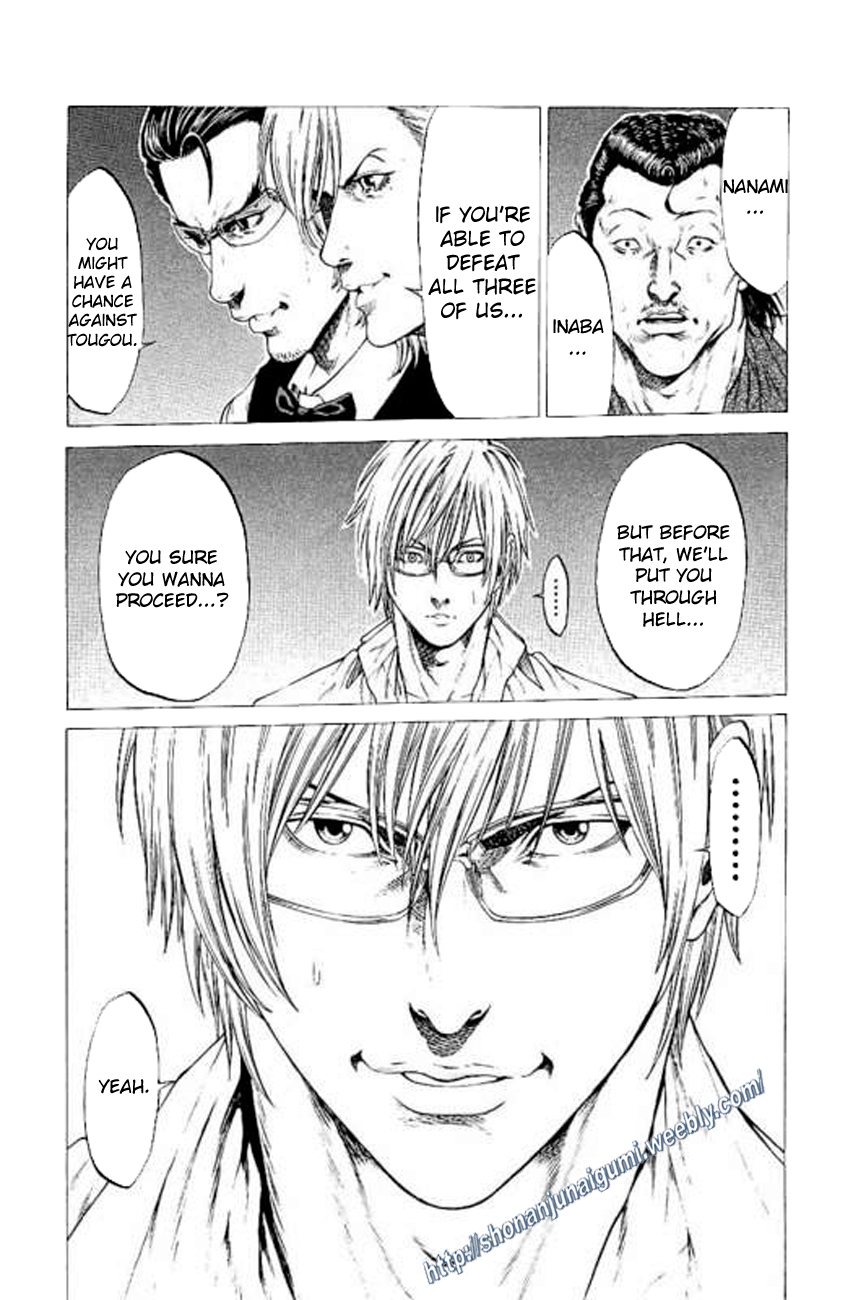 NANAMI
...
INABA
...
IF YOU'RE
ABLE TO
DEFEAT
ALL THREE
OF US...
YOU
MIGHT
HAVE A
CHANCE
AGAINST
TOUGOU.
BUT BEFORE
THAT, WE'LL
PUT YOU
THROUGH
HELL...
......
YOU SURE
YOU WANNA
PROCEED...?
.........
YEAH.
http://shonanjunaigumi.weebly.com/